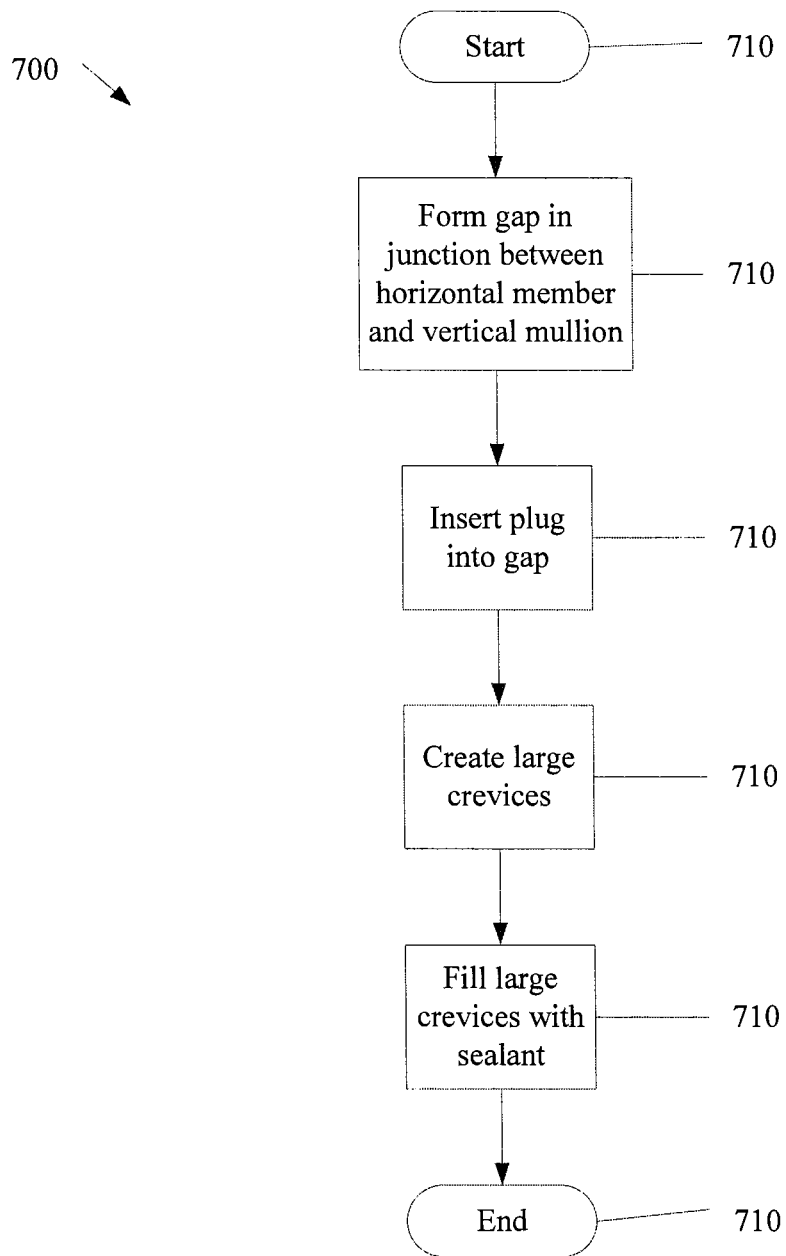 700
Start
710
Form gap in
junction between
horizontal member
and vertical mullion
710
Insert plug
into gap
710
Create large
crevices
710
Fill large
crevices with
sealant
710
End
710